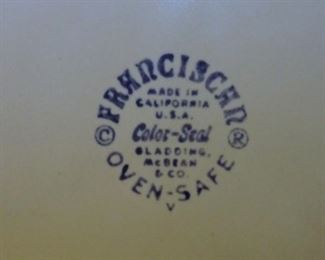 FRANCISCAN
MADE IN
CALIFORNIA
U.S.A.
Color-Seal
GLADDING,
McBEAN
& CO.
© OVEN-SAFE ®
V